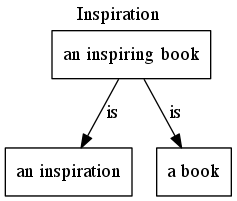 Inspiration
an inspiring book
is
is
an inspiration
a book